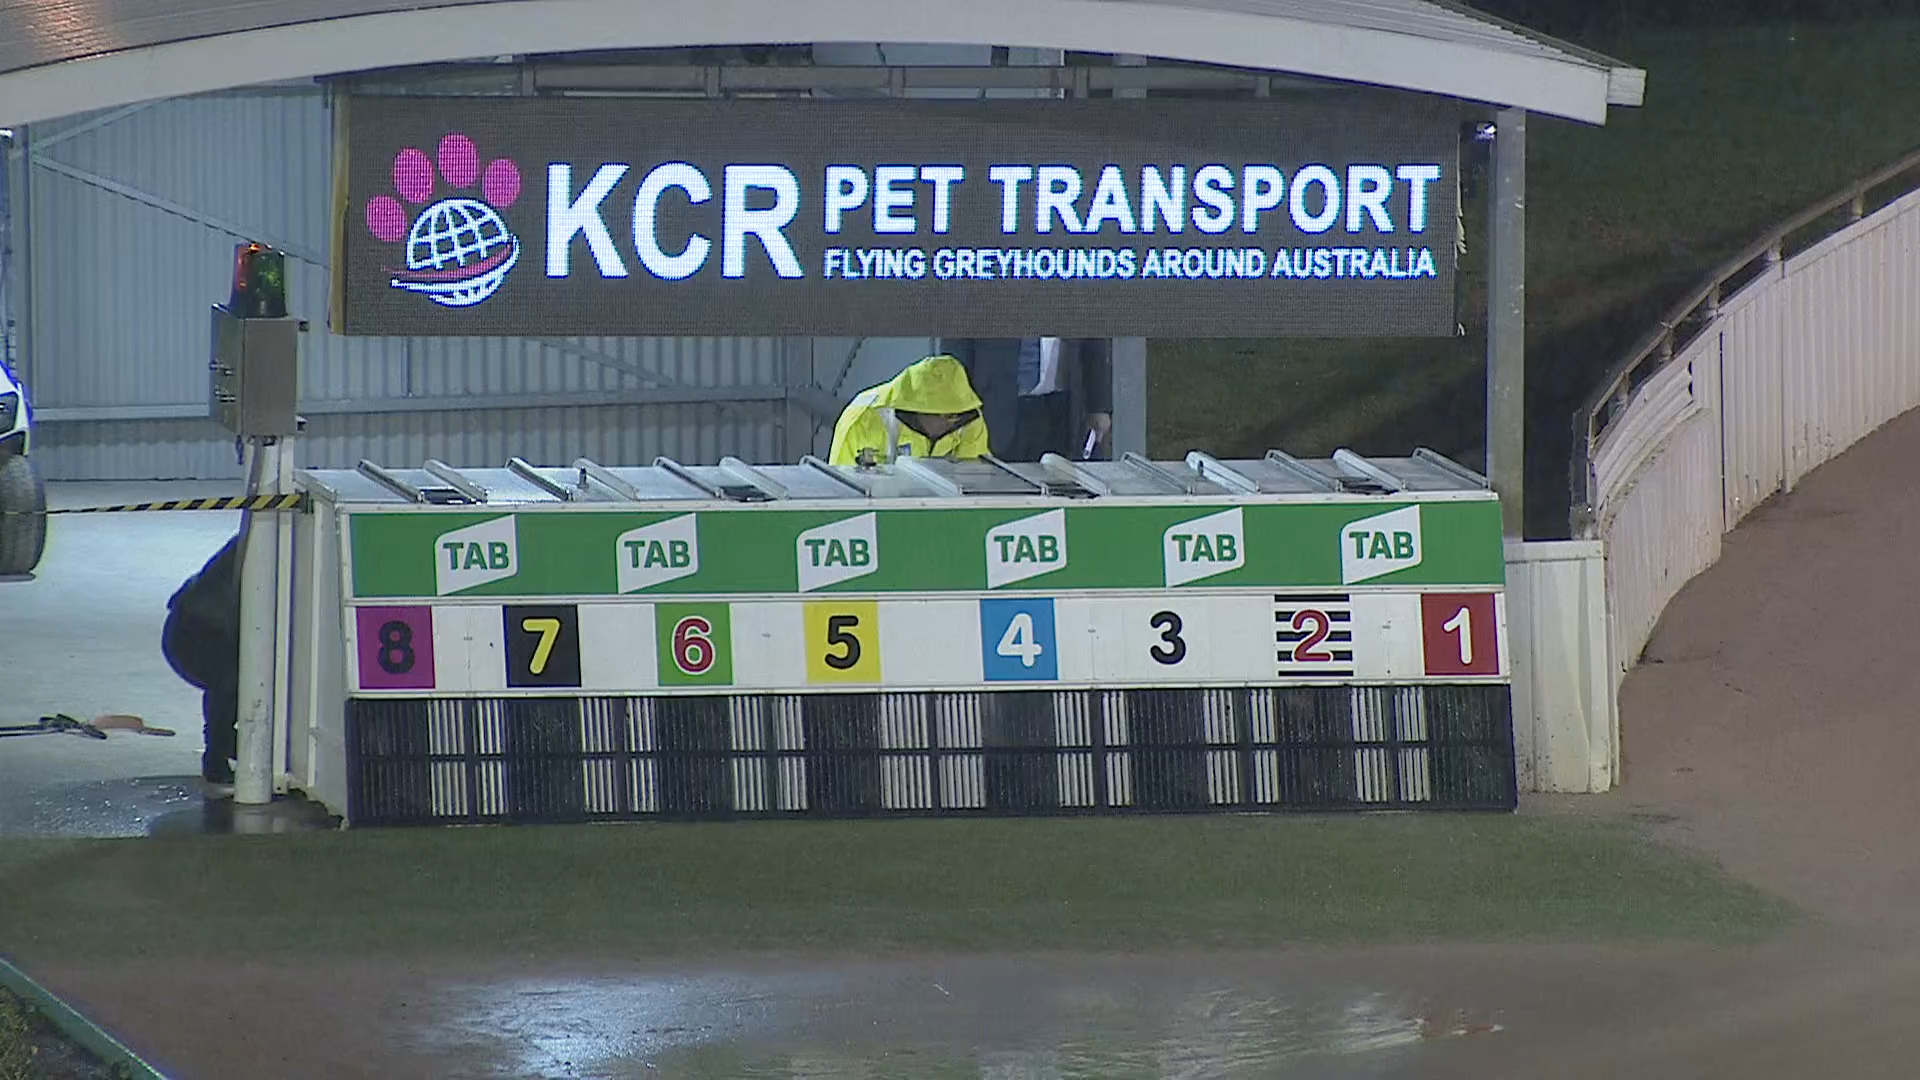 KCR PET TRANSPORT
FLYING GREYHOUNDS AROUND AUSTRALIA
TAB TAB TAB TAB TAB TAB
8 7 6 5 4 3 2 1